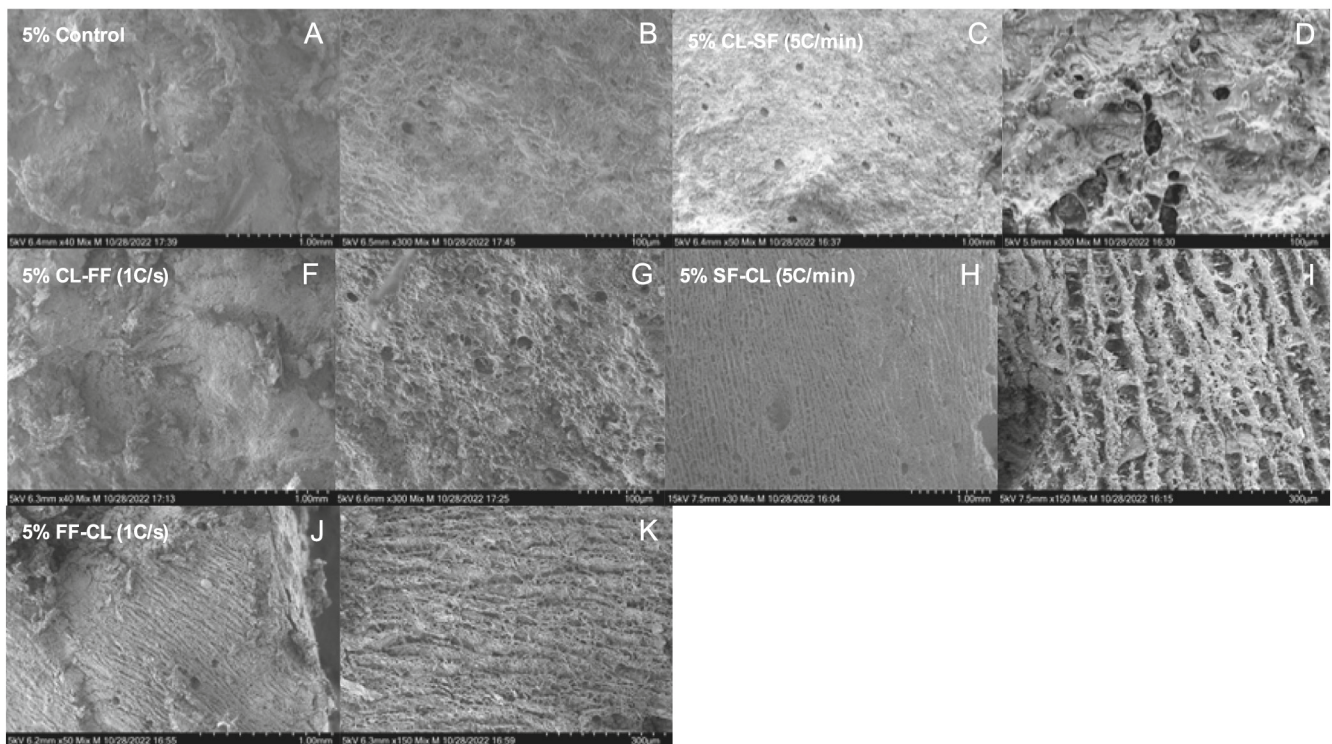 5% Control
A
B
5% CL-SF (5C/min)
C
D
5kV 6.4mm x40 Mix M 10/28/2022 17:39
1.00mm
5kV 6.5mm x300 Mix M 10/28/2022 17:45
100µm
5kV 6.4mm x50 Mix M 10/28/2022 16:37
1.00mm
5kV 5.9mm x300 Mix M 10/28/2022 16:30
100µm
5% CL-FF (1C/s)
F
G
5% SF-CL (5C/min)
H
I
5kV 6.3mm x40 Mix M 10/28/2022 17:13
1.00mm
5kV 6.6mm x300 Mix M 10/28/2022 17:25
100µm
15kV 7.5mm x30 Mix M 10/28/2022 16:04
1.00mm
5kV 7.5mm x150 Mix M 10/28/2022 16:15
300µm
5% FF-CL (1C/s)
J
K
5kV 6.2mm x50 Mix M 10/28/2022 16:55
1.00mm
5kV 6.3mm x150 Mix M 10/28/2022 16:59
300µm